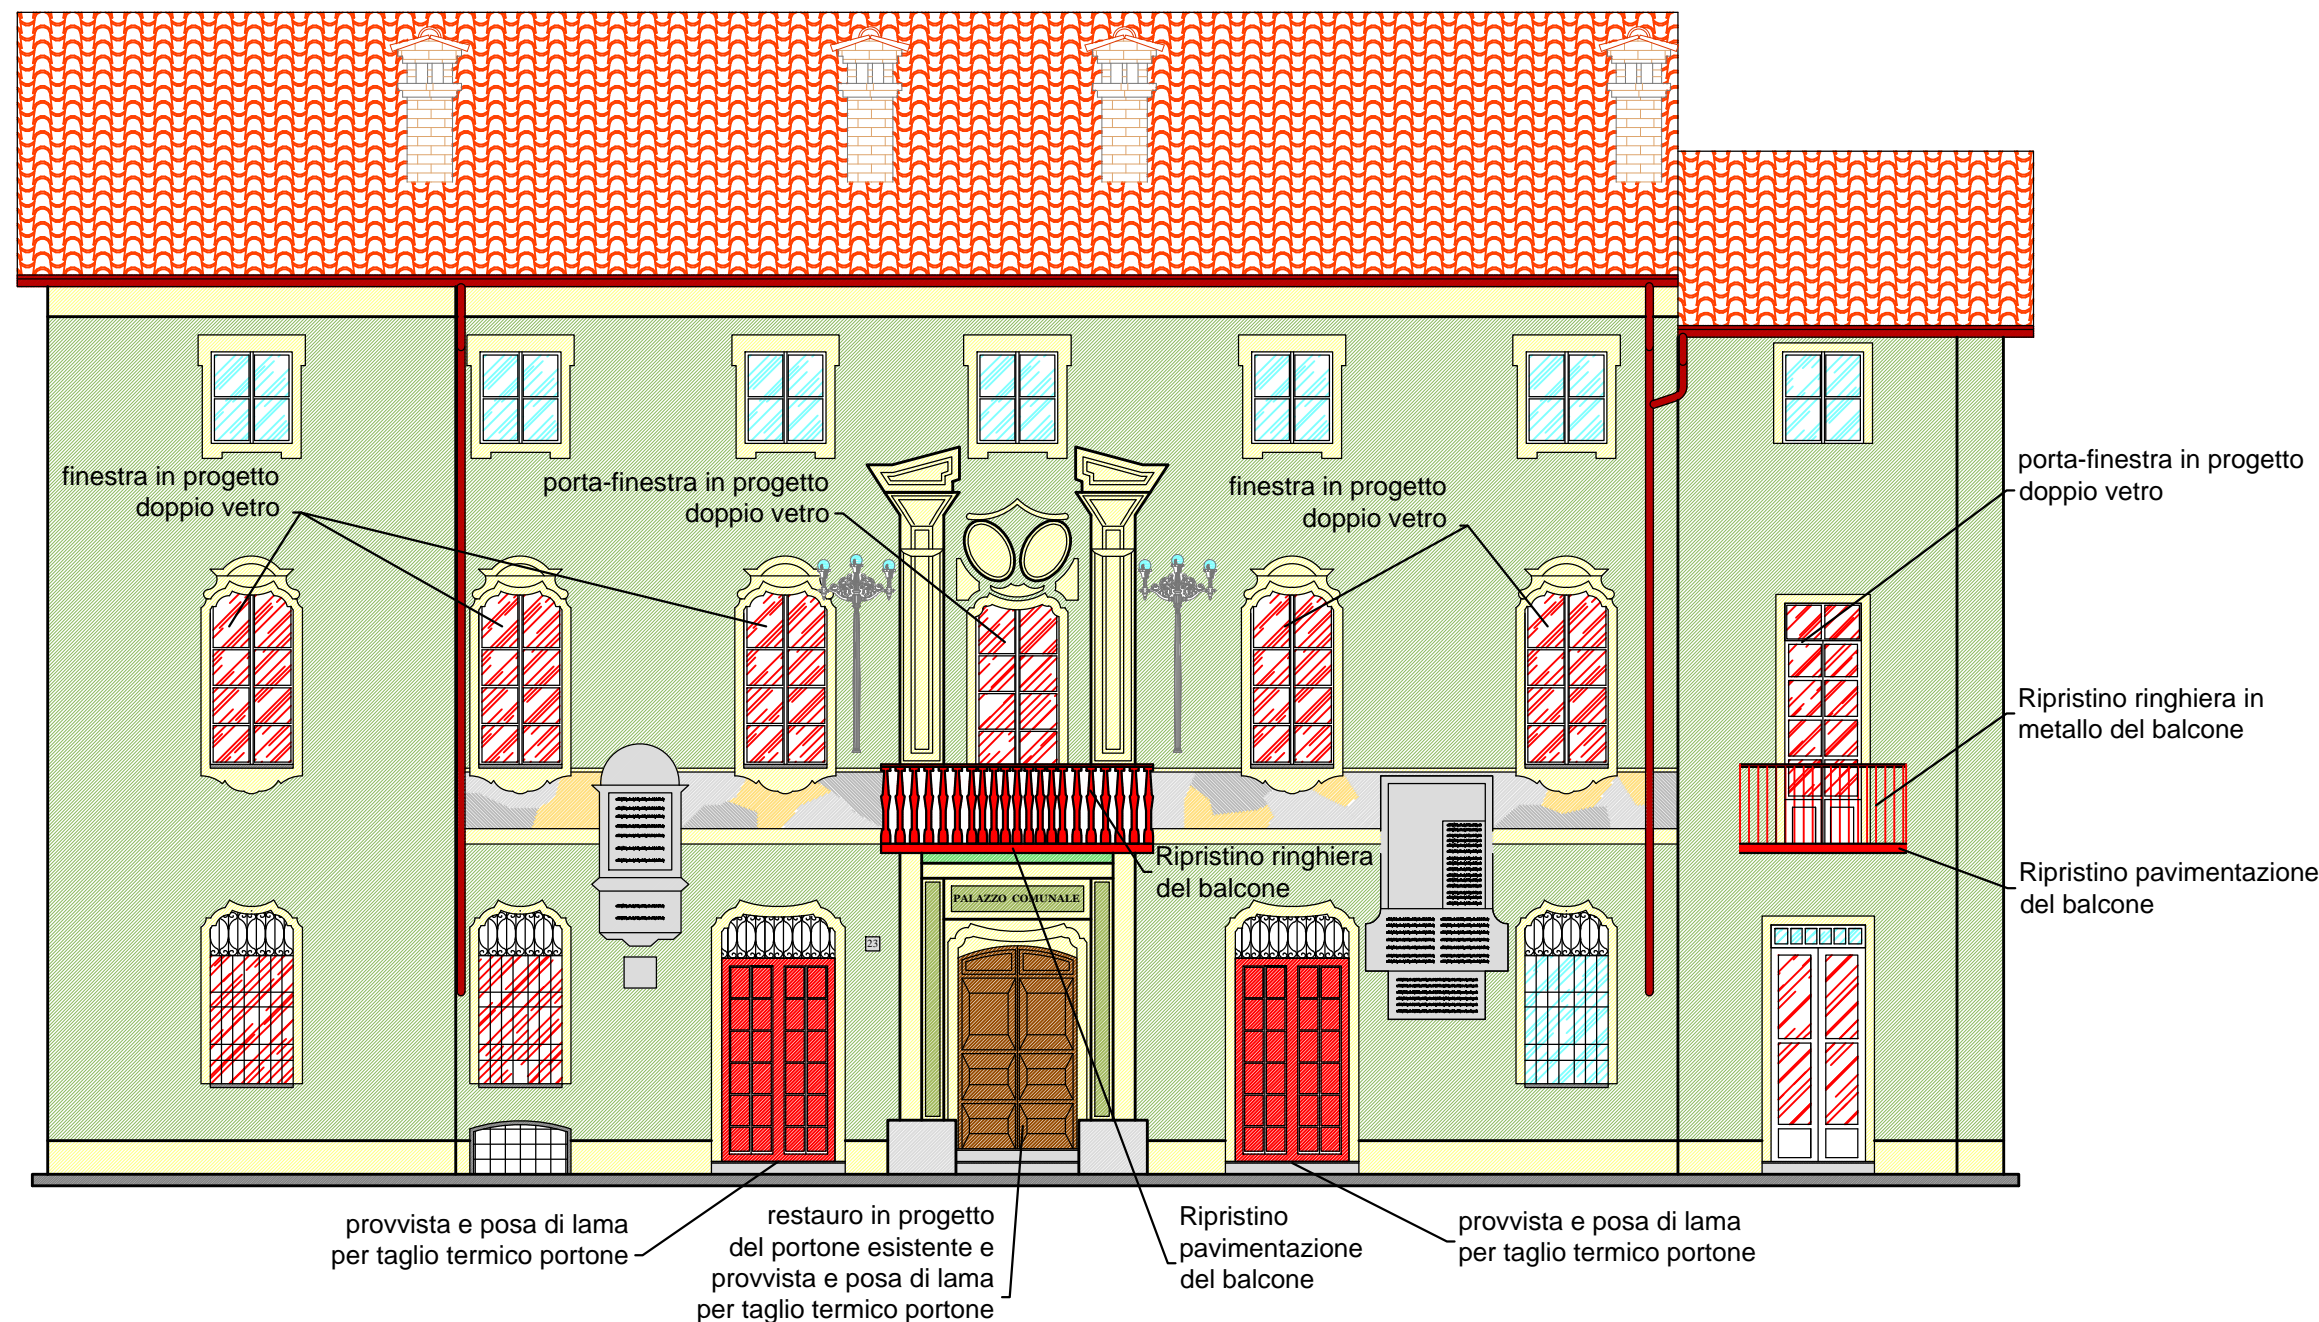 finestra in progetto
doppio vetro
porta-finestra in progetto
doppio vetro
finestra in progetto
doppio vetro
porta-finestra in progetto
doppio vetro
Ripristino ringhiera in
metallo del balcone
Ripristino ringhiera
del balcone
Ripristino pavimentazione
del balcone
PALAZZO COMUNALE
23
provvista e posa di lama
per taglio termico portone
restauro in progetto
del portone esistente e
provvista e posa di lama
per taglio termico portone
Ripristino
pavimentazione
del balcone
provvista e posa di lama
per taglio termico portone